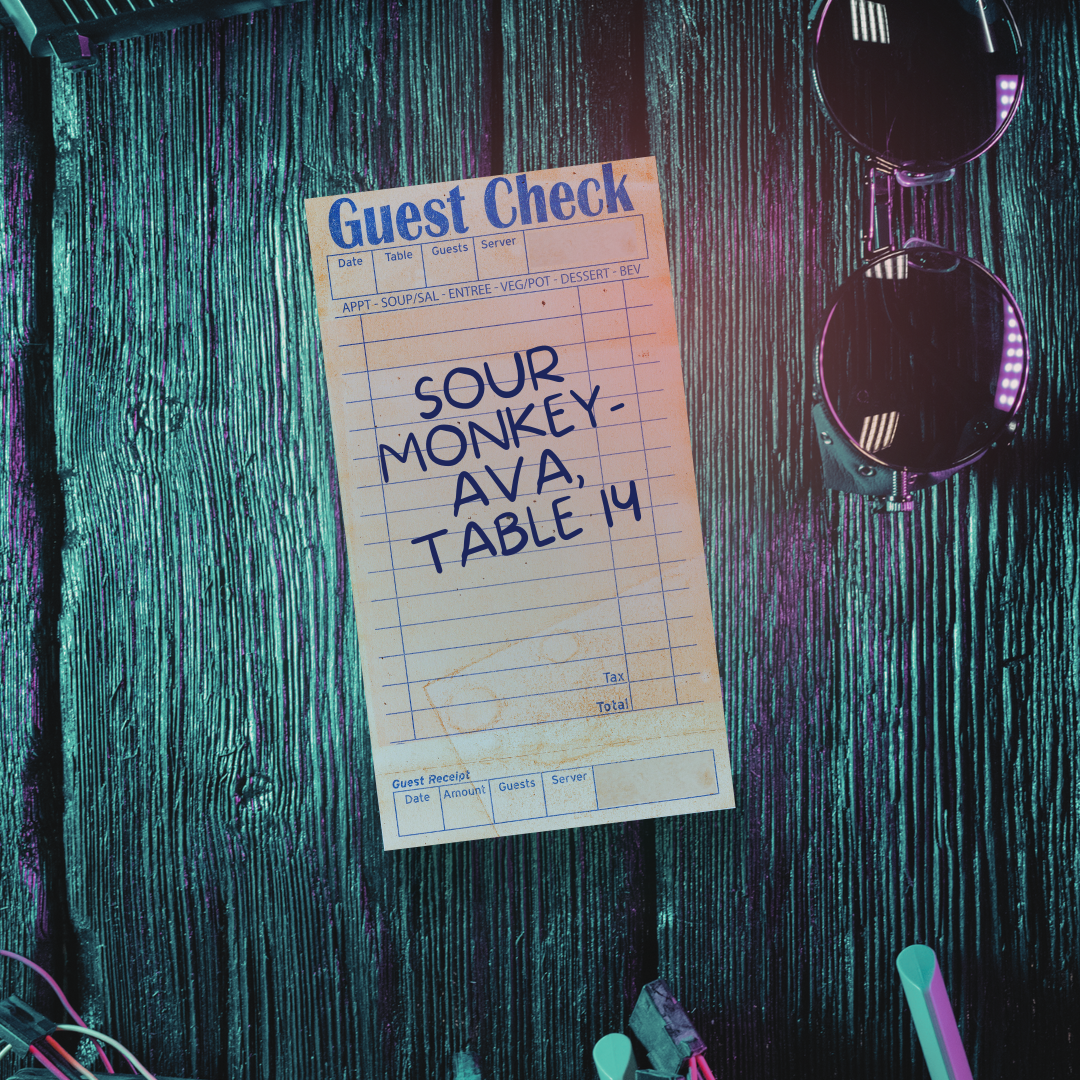 Guest Check
Date Table Guests Server
APPT - SOUP/SAL - ENTREE - VEG/POT - DESSERT - BEV
SOUR
MONKEY-
AVA,
TABLE 14
Tax
Total
Guest Receipt
Date Amount Guests Server